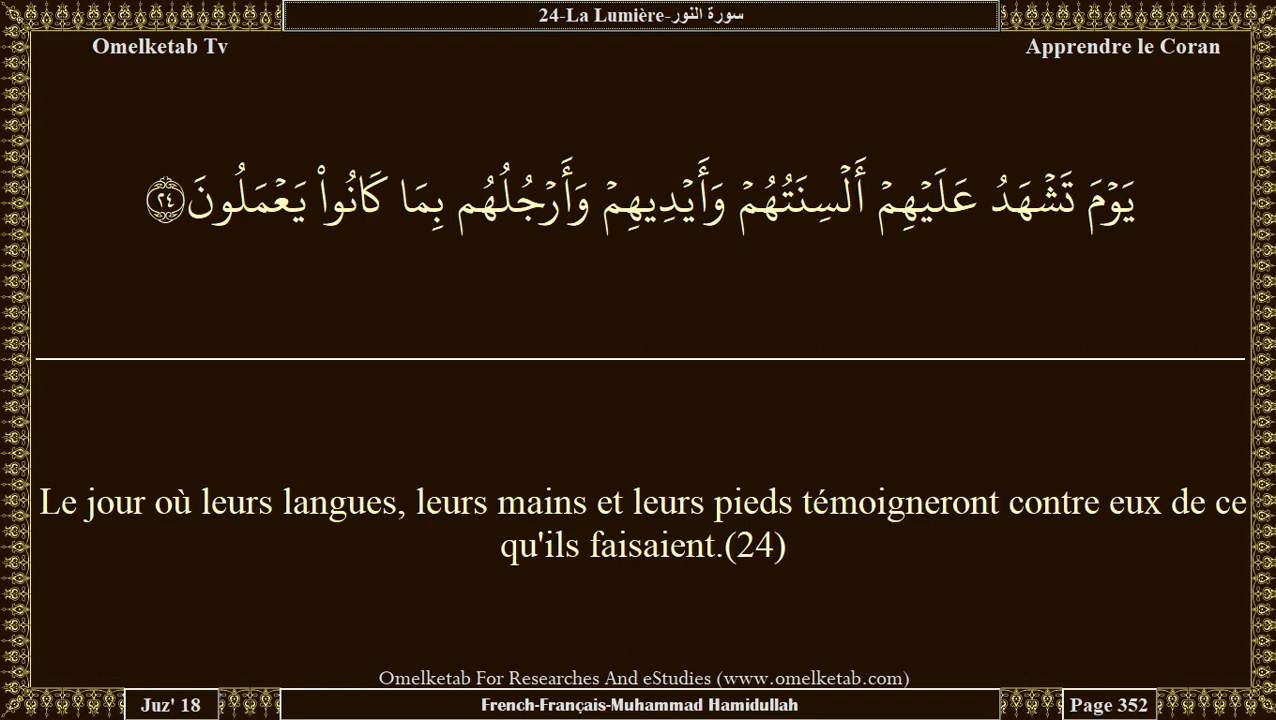 24-La Lumière-سورة النور
Omelketab Tv
Apprendre le Coran
يَوْمَ تَشْهَدُ عَلَيْهِمْ أَلْسِنَتُهُمْ وَأَيْدِيهِمْ وَأَرْجُلُهُم بِمَا كَانُوا۟ يَعْمَلُونَ ٢٤
Le jour où leurs langues, leurs mains et leurs pieds témoigneront contre eux de ce
qu'ils faisaient.(24)
Omelketab For Researches And eStudies (www.omelketab.com)
Juz' 18
French-Français-Muhammad Hamidullah
Page 352